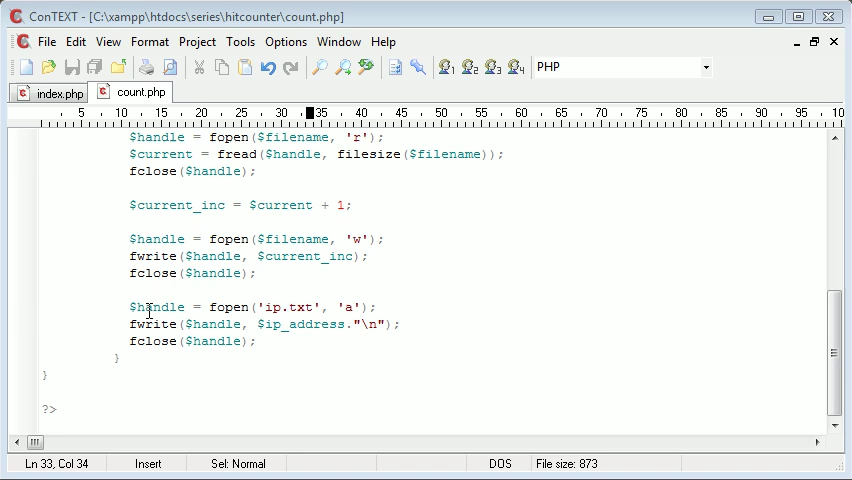 ConTEXT - [C:\xampp\htdocs\series\hitcounter\count.php]
File Edit View Format Project Tools Options Window Help
1 2 3 4 PHP
index.php count.php
5 10 15 20 25 30 35 40 45 50 55 60 65 70 75 80 85 90 95 10
$handle = fopen($filename, 'r');
$current = fread($handle, filesize($filename));
fclose($handle);
$current_inc = $current + 1;
$handle = fopen($filename, 'w');
fwrite($handle, $current_inc);
fclose($handle);
$handle = fopen('ip.txt', 'a');
fwrite($handle, $ip_address."\n");
fclose($handle);
}
}
?>
Ln 33, Col 34 Insert Sel: Normal DOS File size: 873